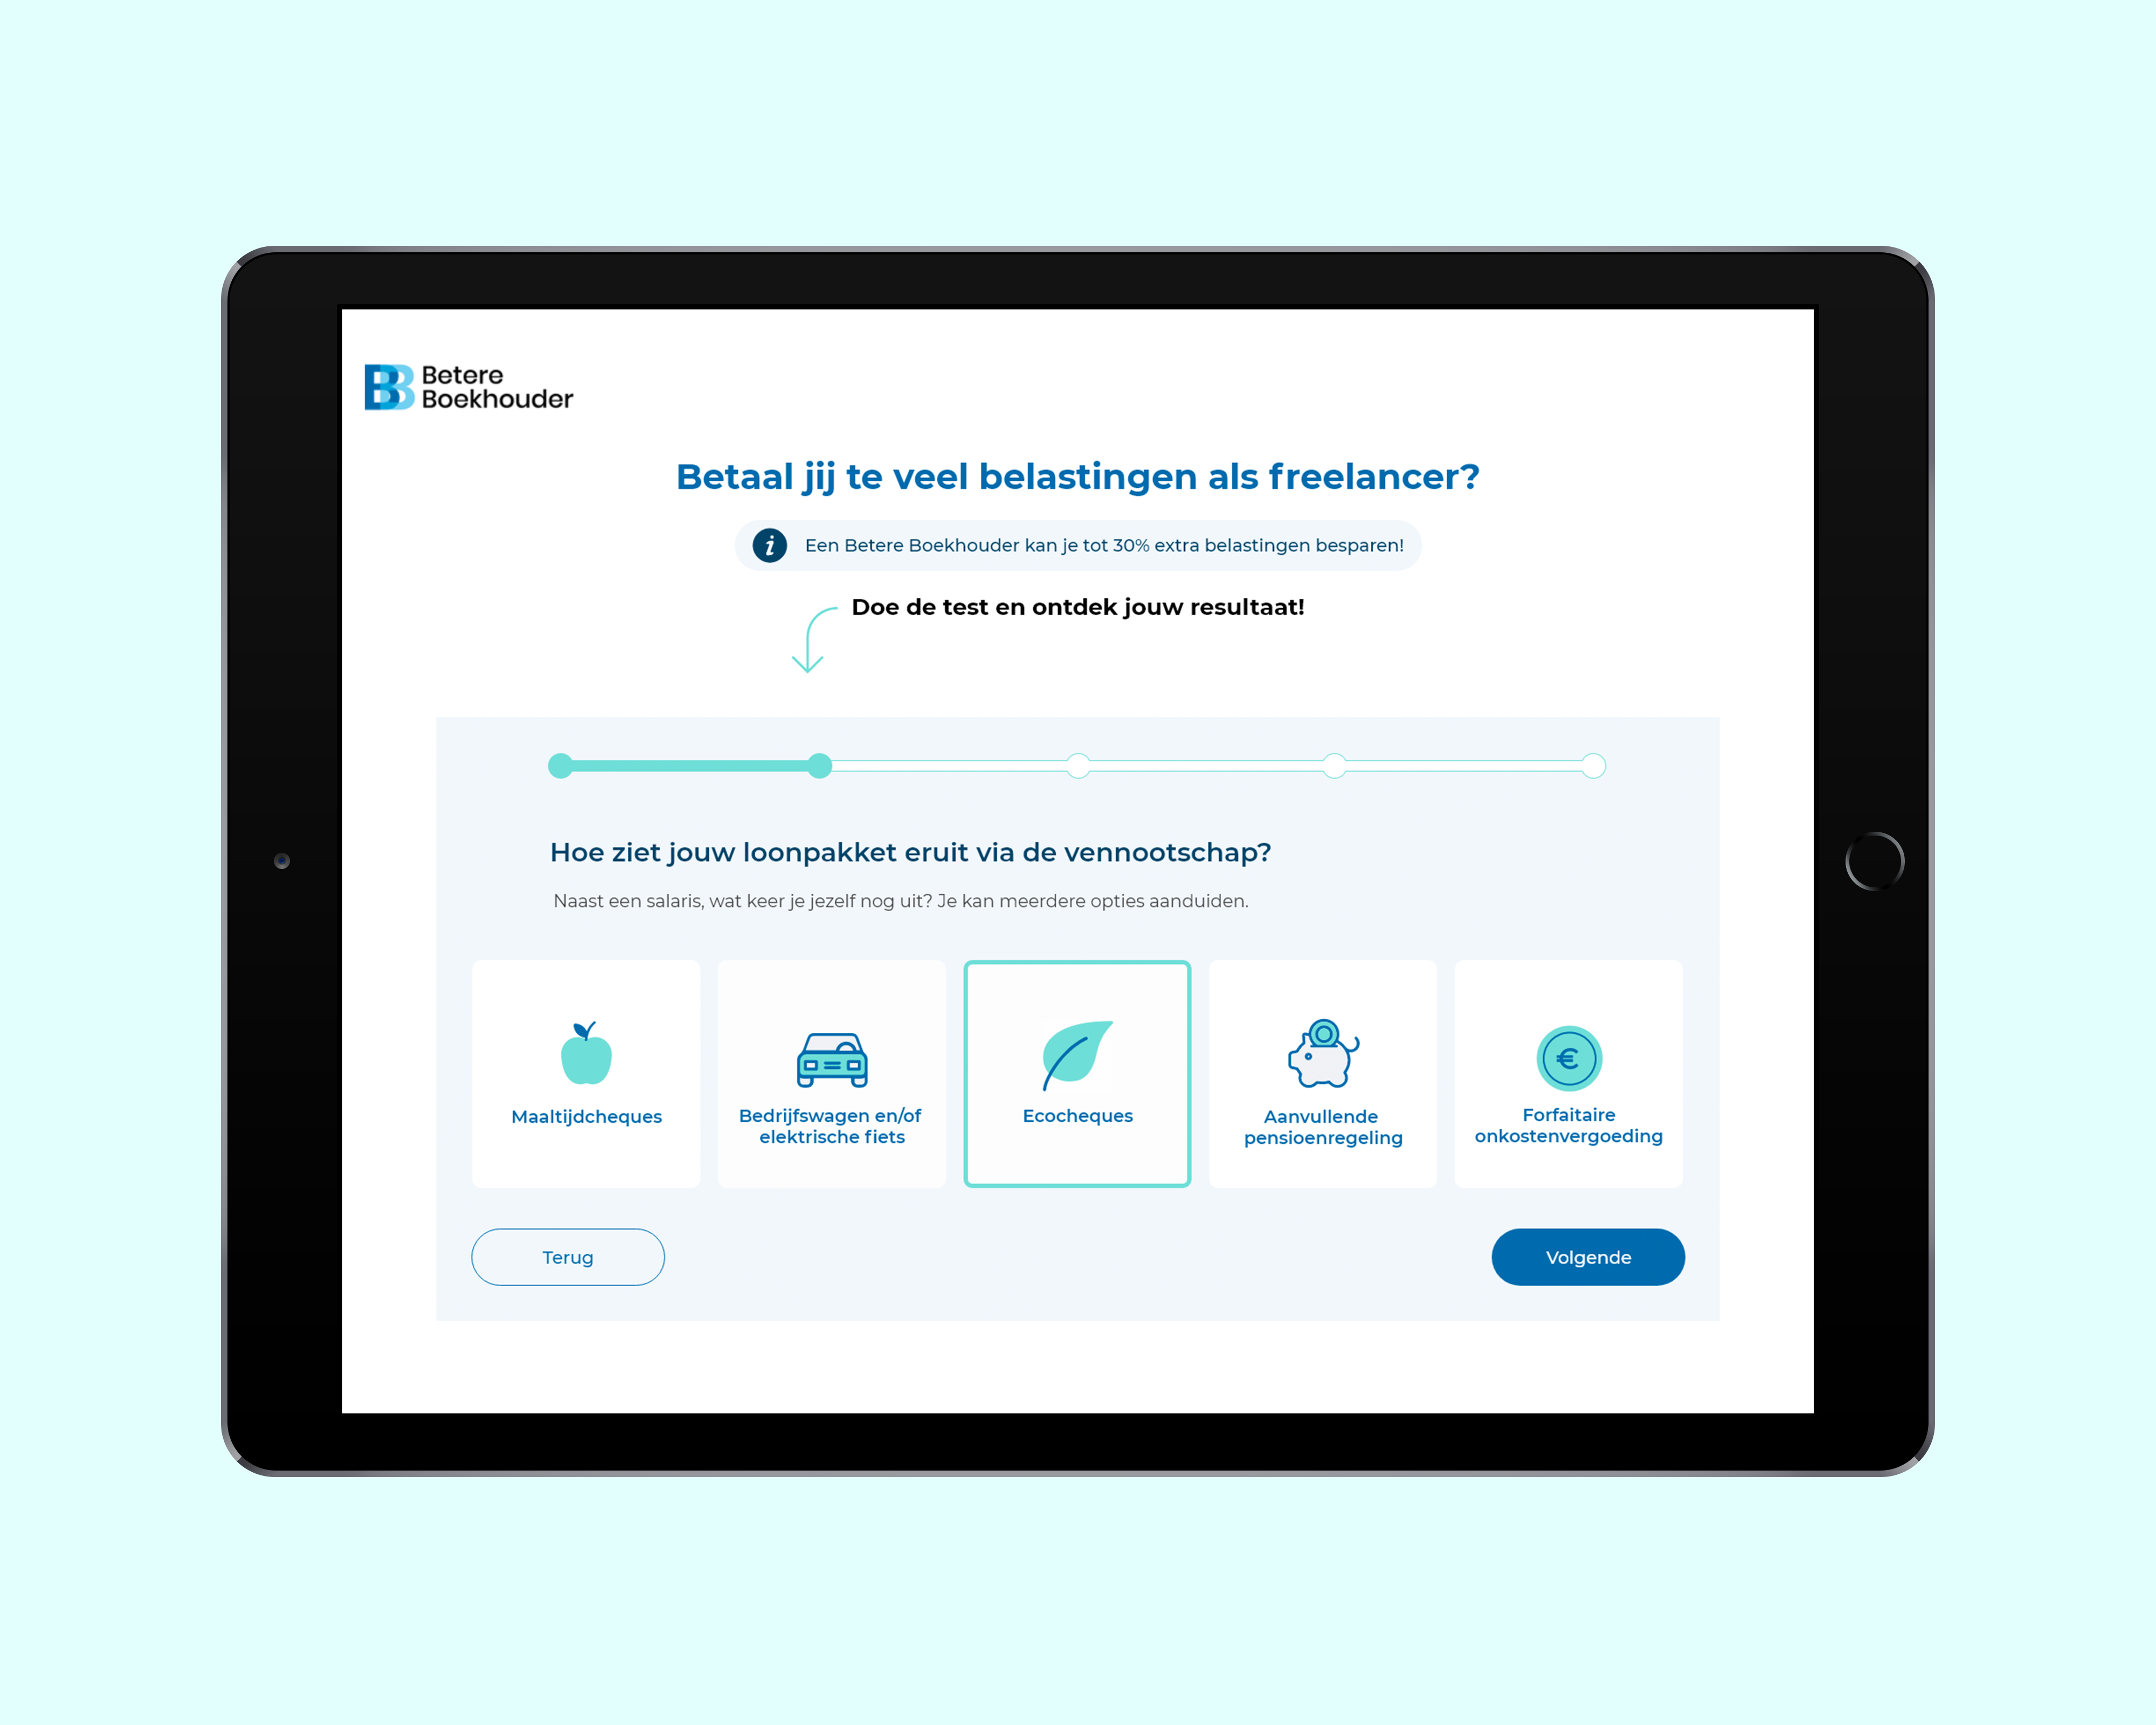 BB
Betere
Boekhouder
Betaal jij te veel belastingen als freelancer?
i Een Betere Boekhouder kan je tot 30% extra belastingen besparen!
Doe de test en ontdek jouw resultaat!
Hoe ziet jouw loonpakket eruit via de vennootschap?
Naast een salaris, wat keer je jezelf nog uit? Je kan meerdere opties aanduiden.
Maaltijdcheques
Bedrijfswagen en/of
elektrische fiets
Ecocheques
Aanvullende
pensioenregeling
€
Forfaitaire
onkostenvergoeding
Terug
Volgende